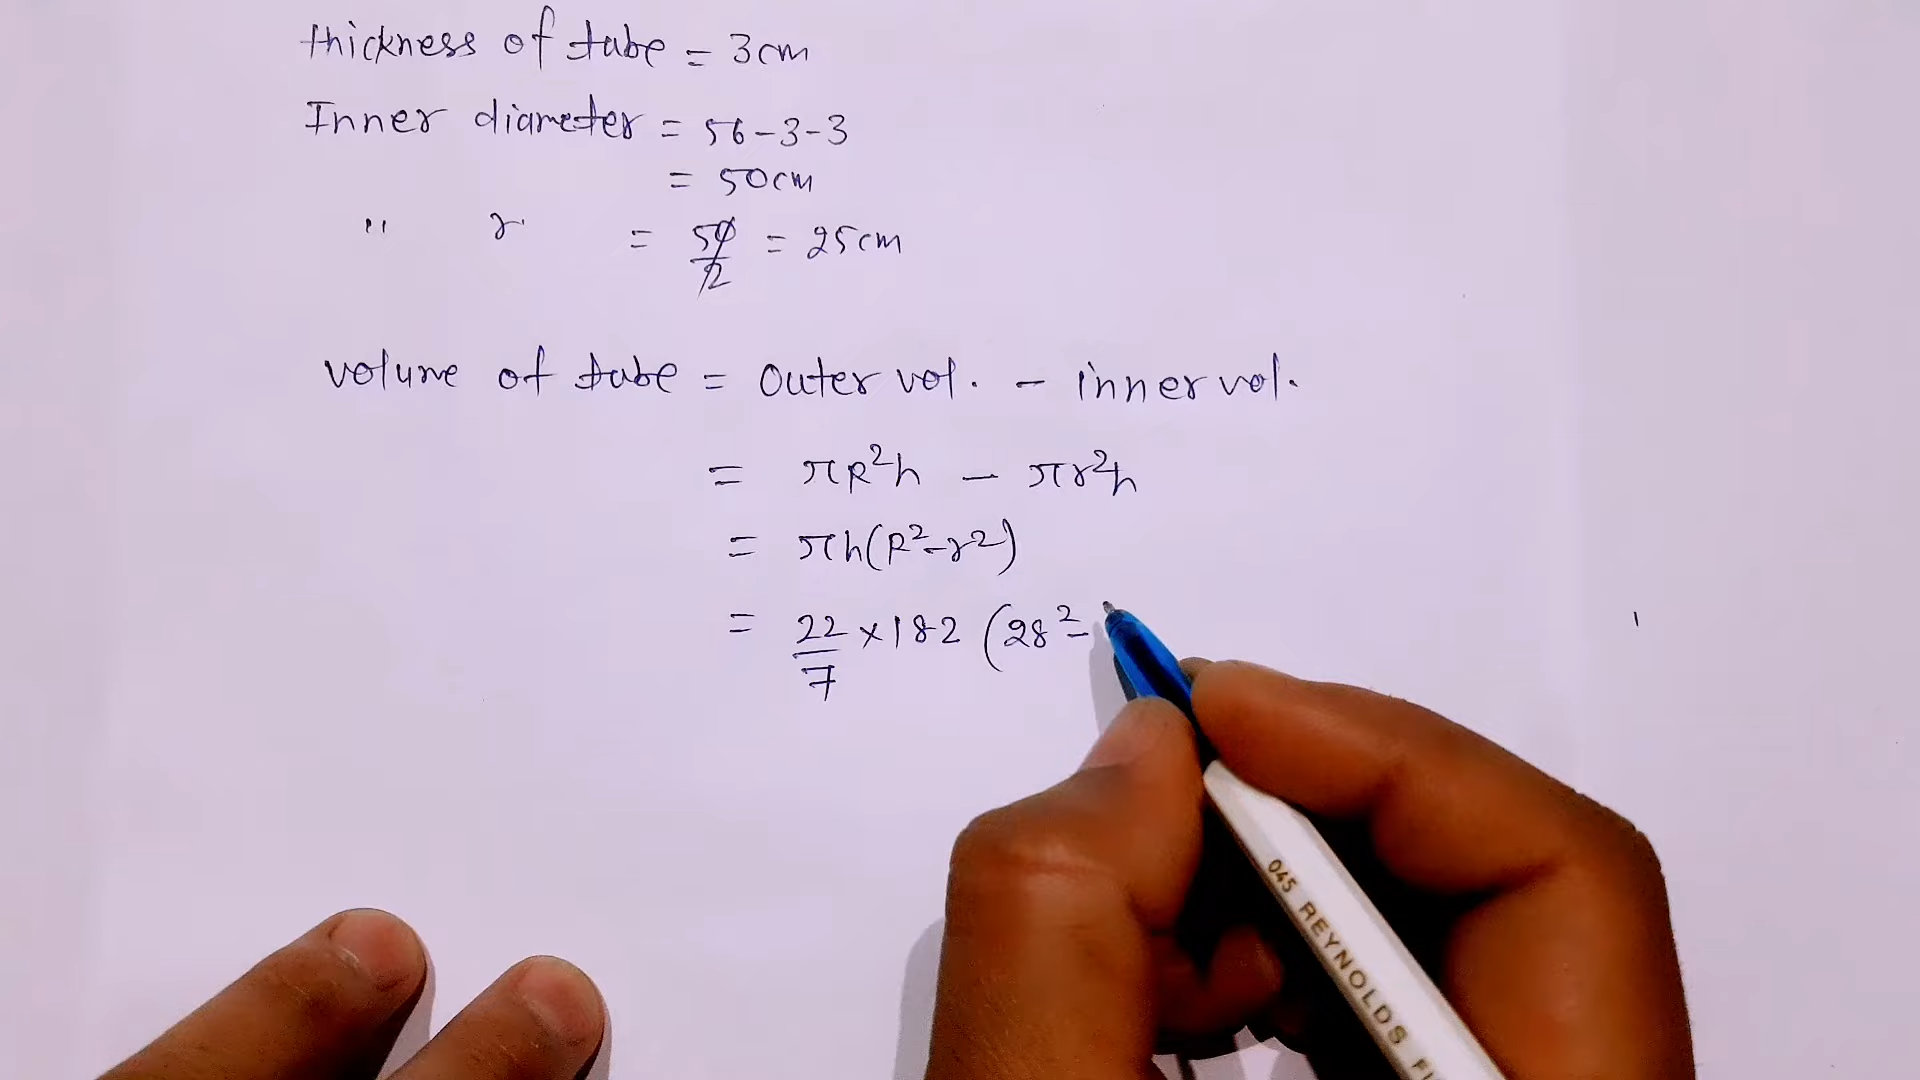 thickness of tube = 3cm
Inner diameter = 56-3-3
= 50cm
" r = 50/2 = 25cm
volume of tube = outer vol. - inner vol.
= πR²h - πr²h
= πh(R²-r²)
= 22/7 × 182 (28² -
045 REYNOLDS